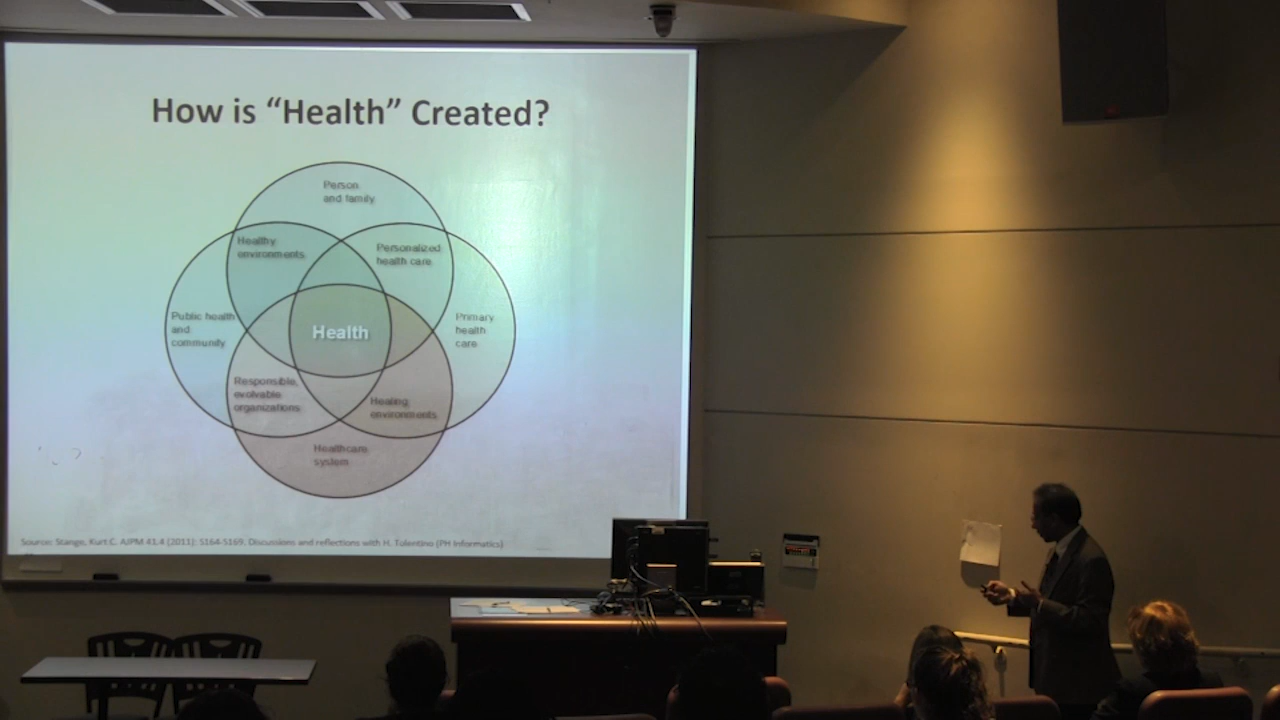 How is “Health” Created?
Person
and family
Healthy
environments
Personalized
health care
Public health
and
community
Health
Primary
health
care
Responsible,
evolvable
organizations
Healing
environments
Healthcare
system
Source: Stange, Kurt C. AJPM 41.4 (2011): S164-S169. Discussions and reflections with H. Tolentino (PH Informatics)